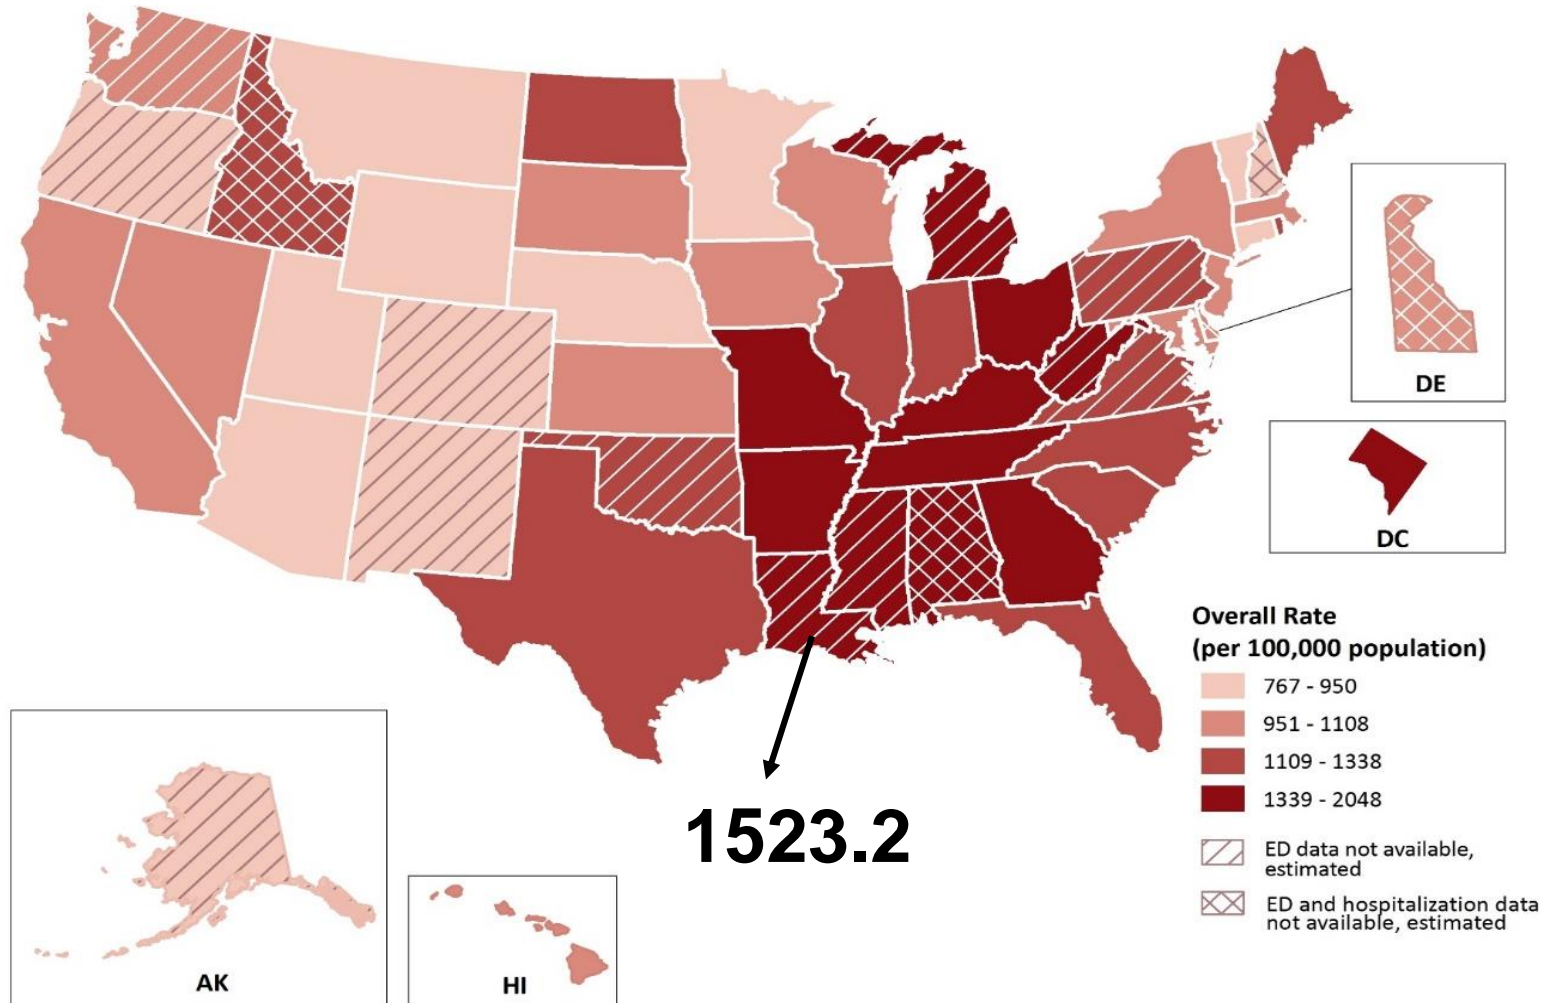 DE
DC
Overall Rate
(per 100,000 population)
767 - 950
951 - 1108
1109 - 1338
1339 - 2048
ED data not available,
estimated
ED and hospitalization data
not available, estimated
1523.2
AK
HI